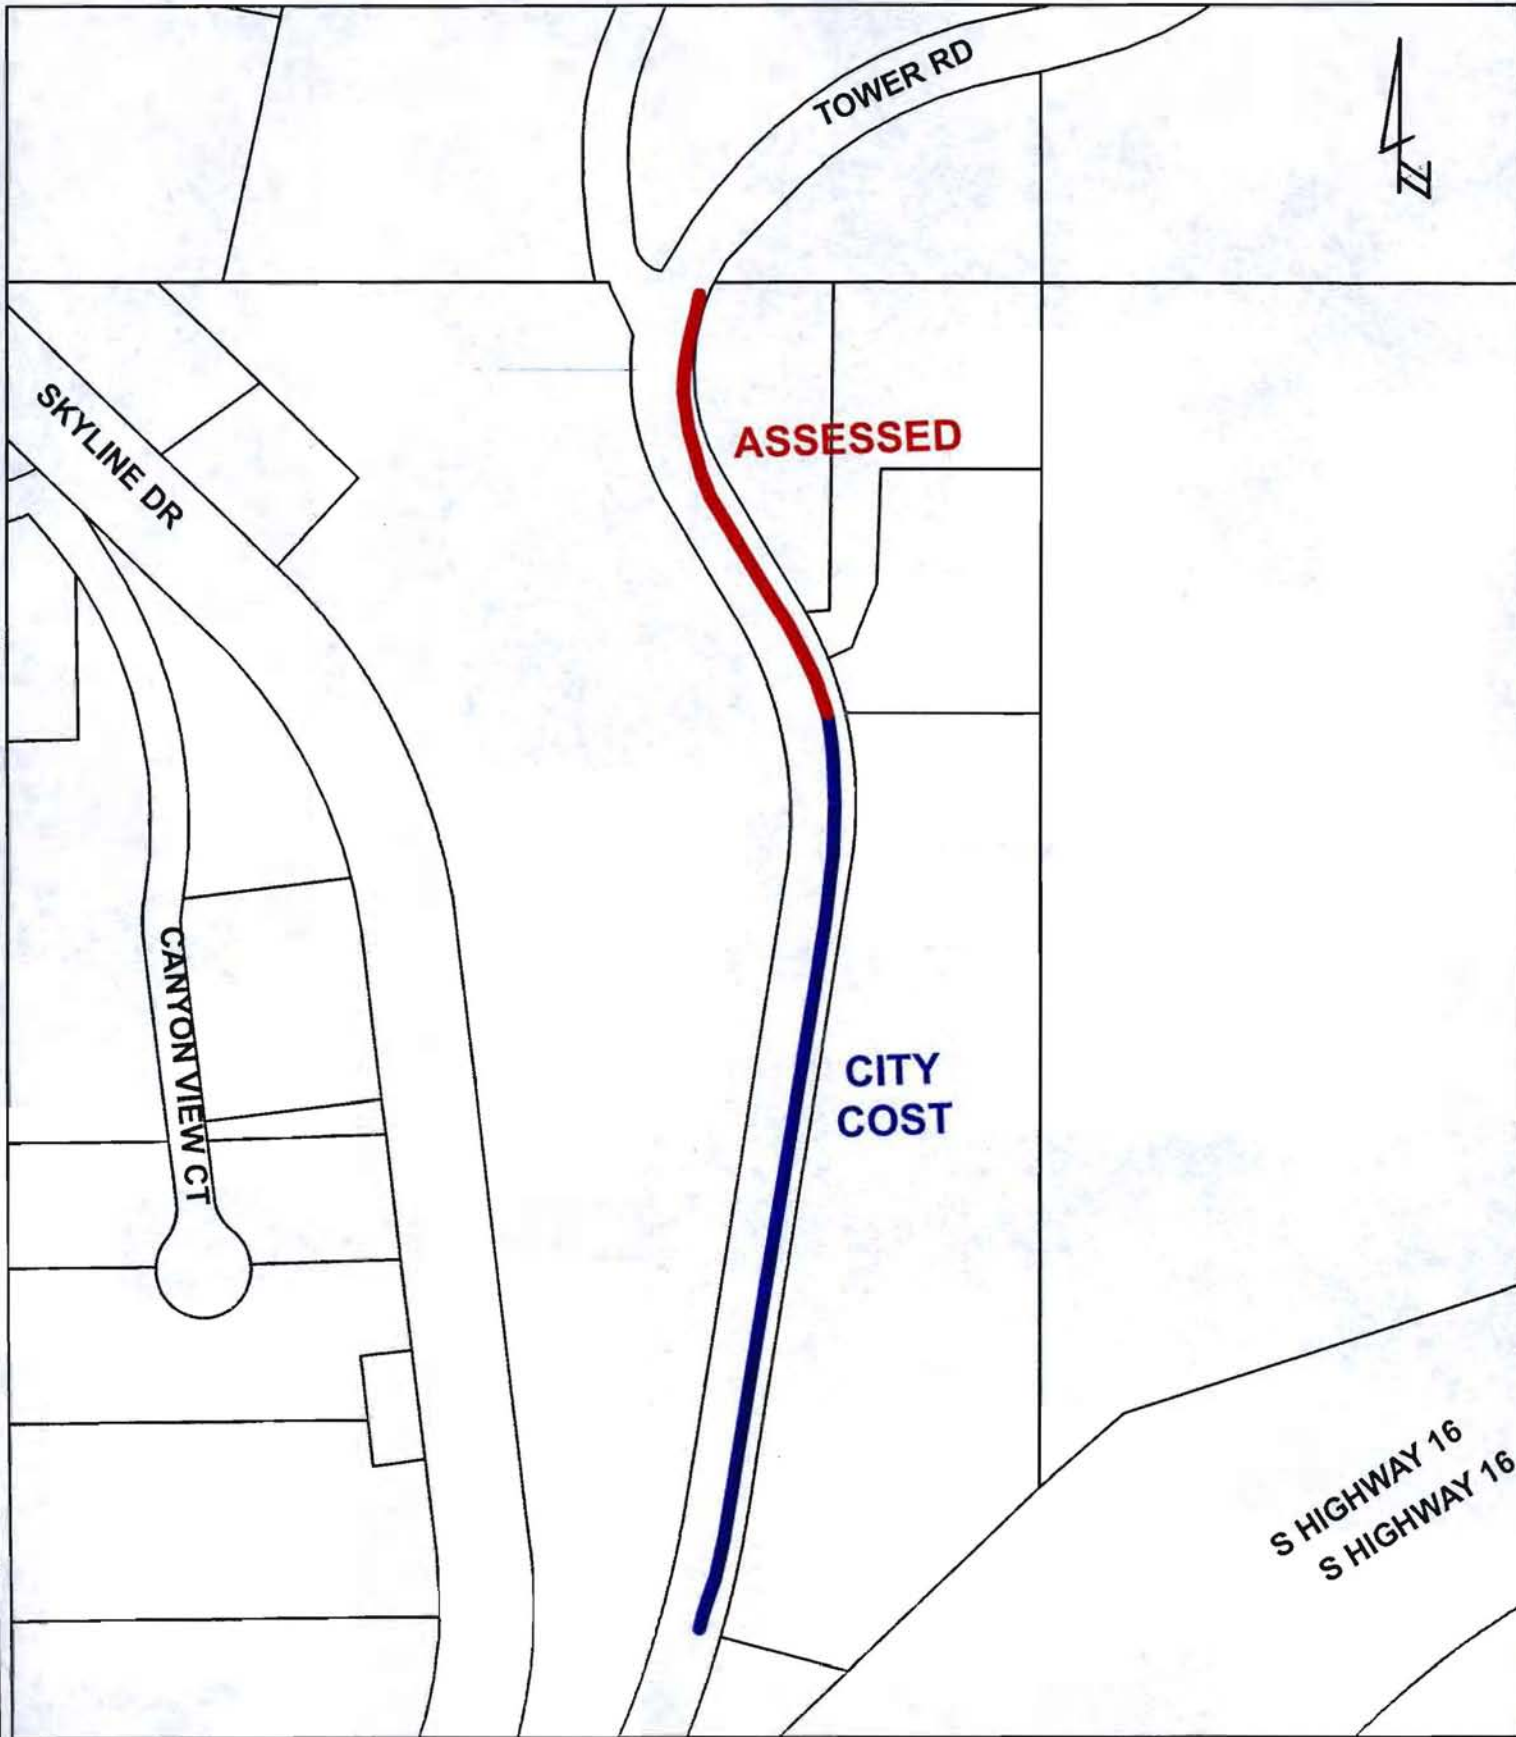 TOWER RD
SKYLINE DR
ASSESSED
CANYON VIEW CT
CITY
COST
S HIGHWAY 16
S HIGHWAY 16